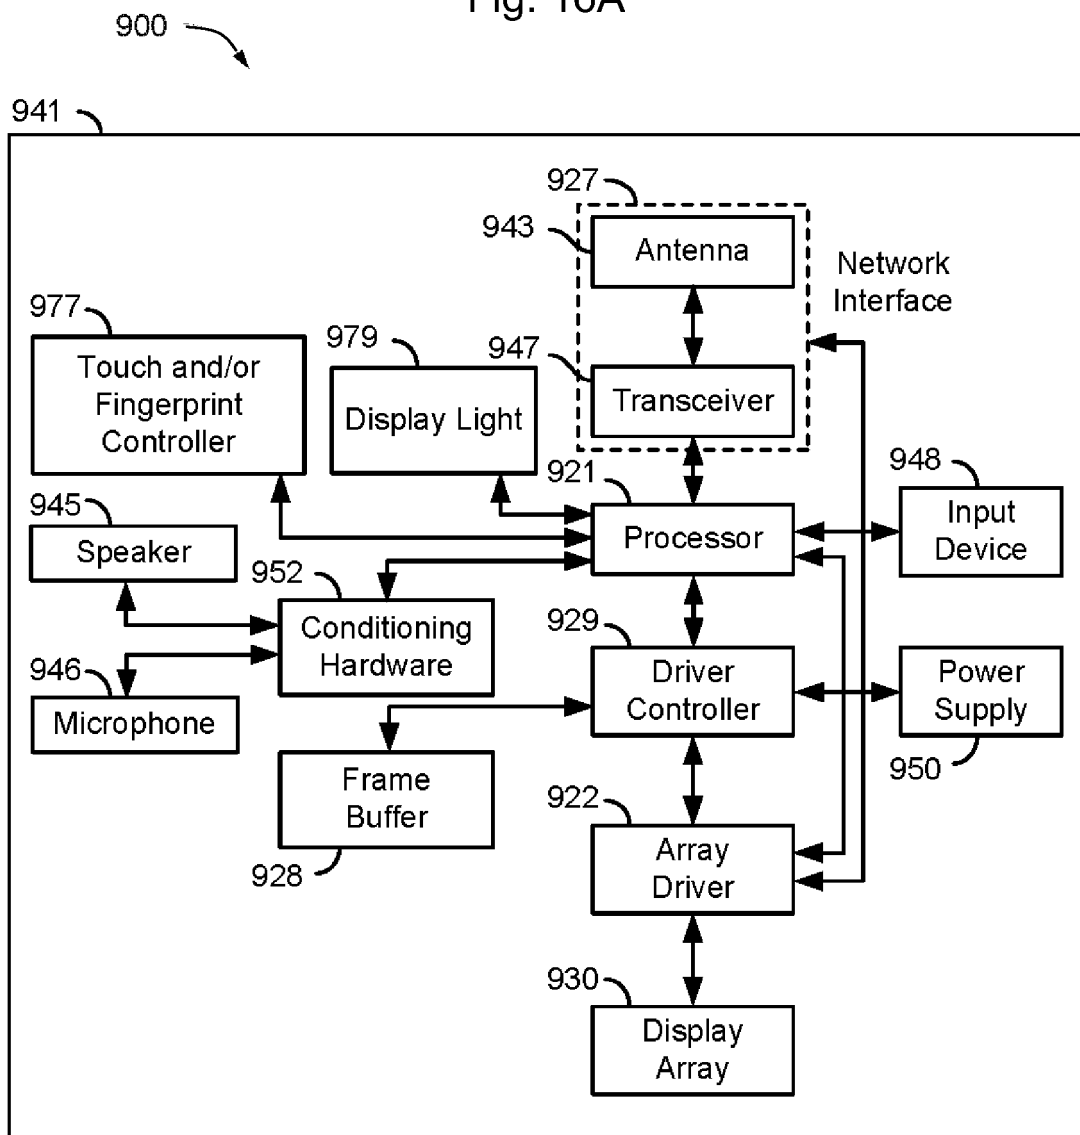 Fig. 16A
900
941
927
943
Antenna
Network
Interface
977
979
947
Touch and/or
Fingerprint
Controller
Display Light
Transceiver
921
948
945
Speaker
Processor
Input
Device
952
929
Conditioning
Hardware
946
Microphone
Driver
Controller
Power
Supply
950
Frame
Buffer
922
928
Array
Driver
930
Display
Array